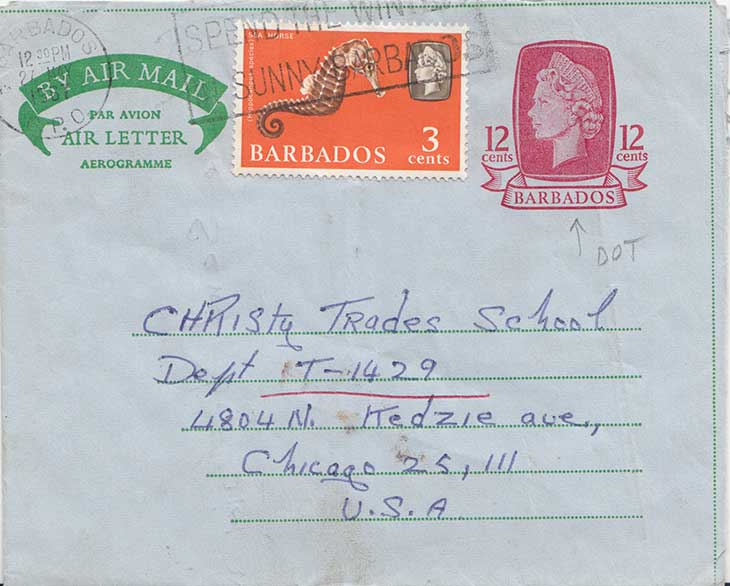 BARBADOS
12 30 PM
27
P.O.
SPEND THE WINTER
SUNNY BARBADOS
BY AIR MAIL
PAR AVION
AIR LETTER
AEROGRAMME
SEA HORSE
BARBADOS
3
cents
12
cents
12
cents
BARBADOS
DOT
CHRISTy Trades School
Dept T-1429
4804 N. Kedzie ave.,
Chicago 25, Ill
U.S.A